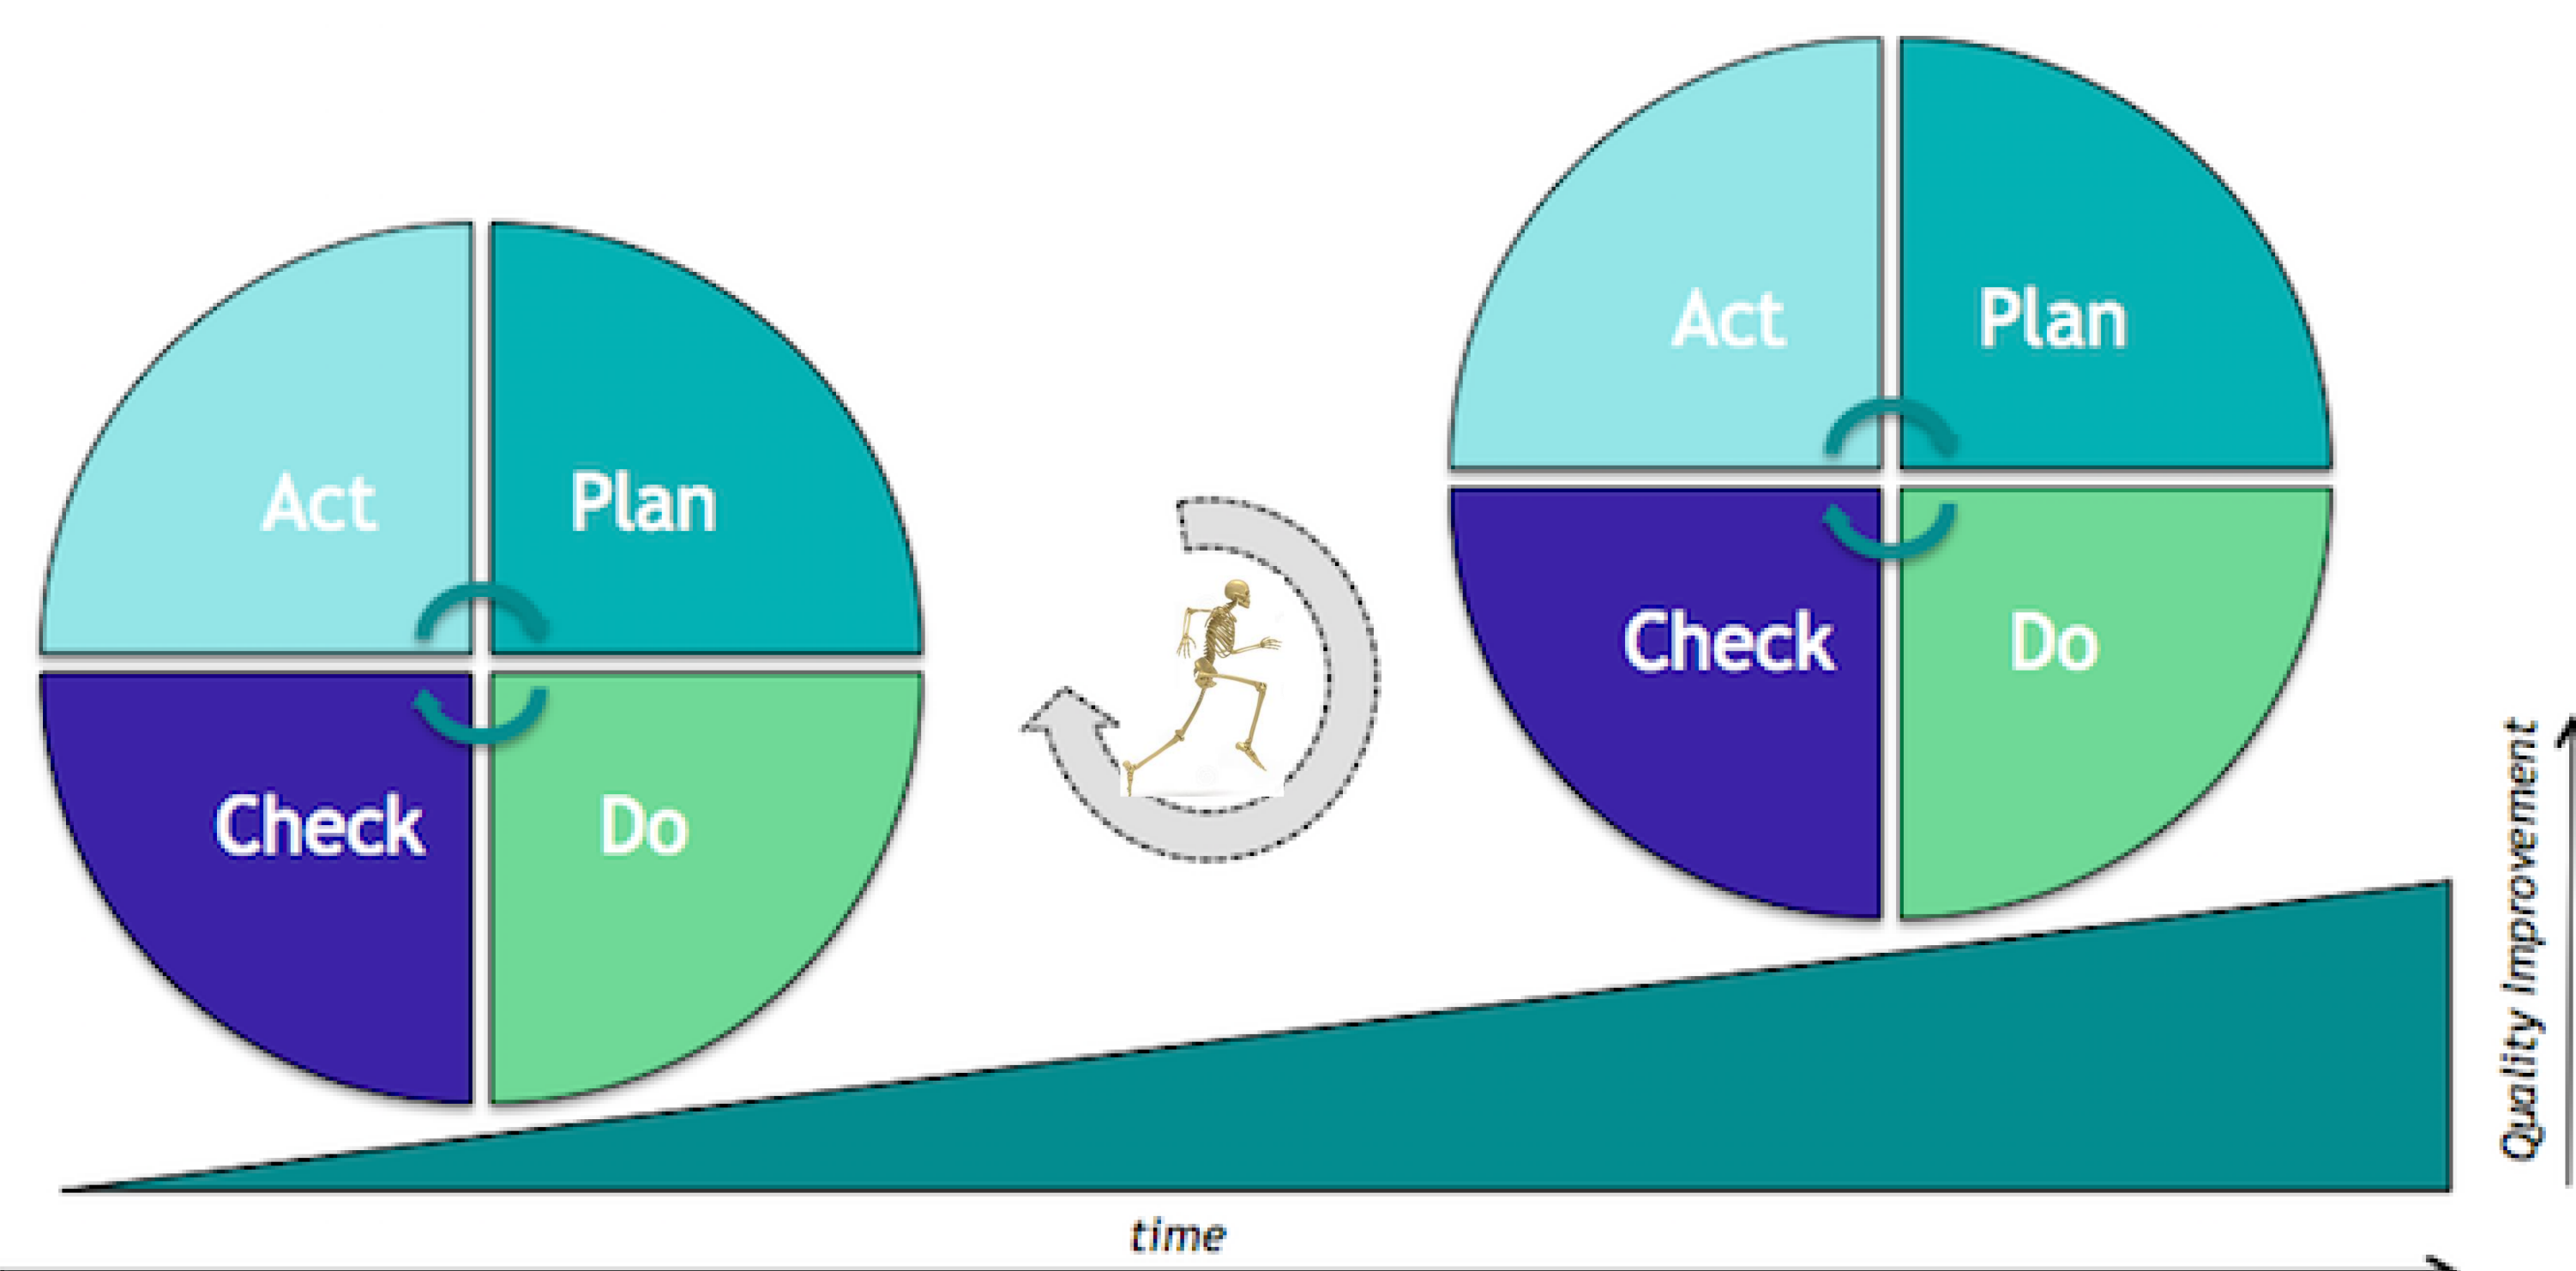 Act
Plan
Check
Do
Act
Plan
Check
Do
Quality Improvement
time